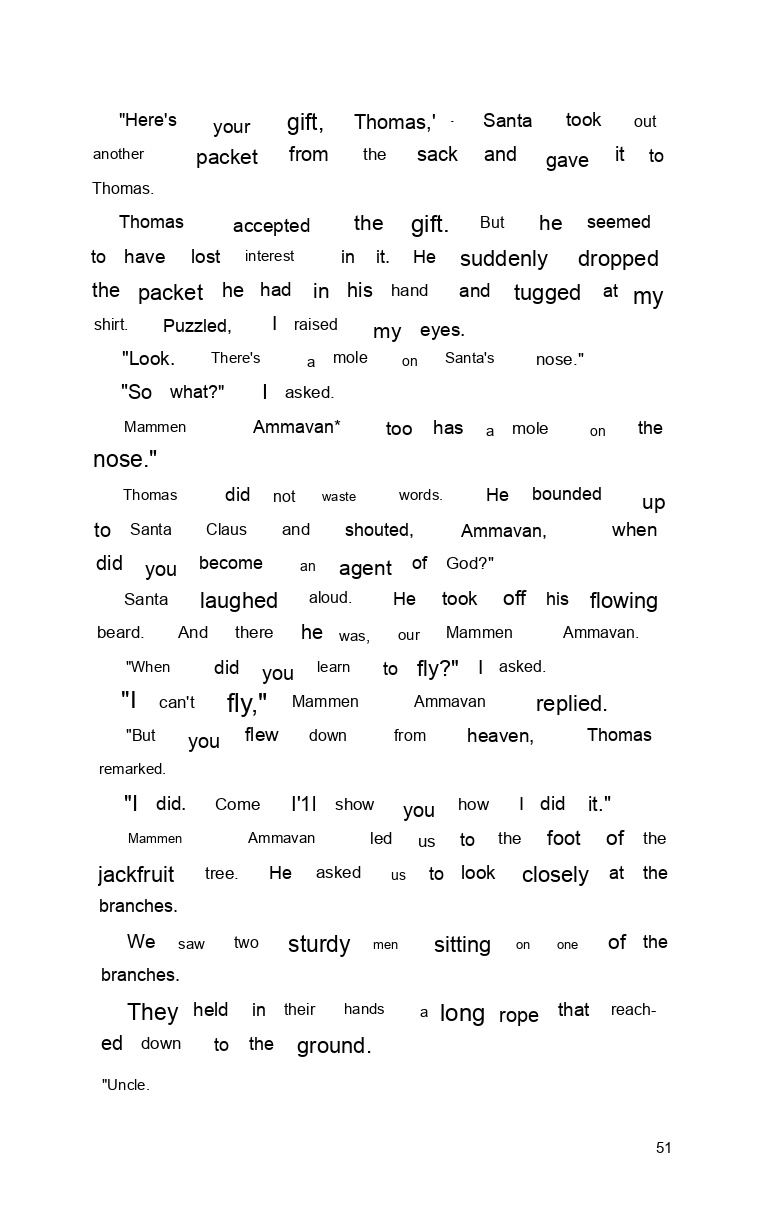 "Here's your gift, Thomas,' - Santa took out
another packet from the sack and gave it to
Thomas.
Thomas accepted the gift. But he seemed
to have lost interest in it. He suddenly dropped
the packet he had in his hand and tugged at my
shirt. Puzzled, I raised my eyes.
"Look. There's a mole on Santa's nose."
"So what?" I asked.
Mammen Ammavan* too has a mole on the
nose."
Thomas did not waste words. He bounded up
to Santa Claus and shouted, Ammavan, when
did you become an agent of God?"
Santa laughed aloud. He took off his flowing
beard. And there he was, our Mammen Ammavan.
"When did you learn to fly?" I asked.
"I can't fly," Mammen Ammavan replied.
"But you flew down from heaven, Thomas
remarked.
"I did. Come I'1I show you how I did it."
Mammen Ammavan led us to the foot of the
jackfruit tree. He asked us to look closely at the
branches.
We saw two sturdy men sitting on one of the
branches.
They held in their hands a long rope that reach-
ed down to the ground.
"Uncle.
51